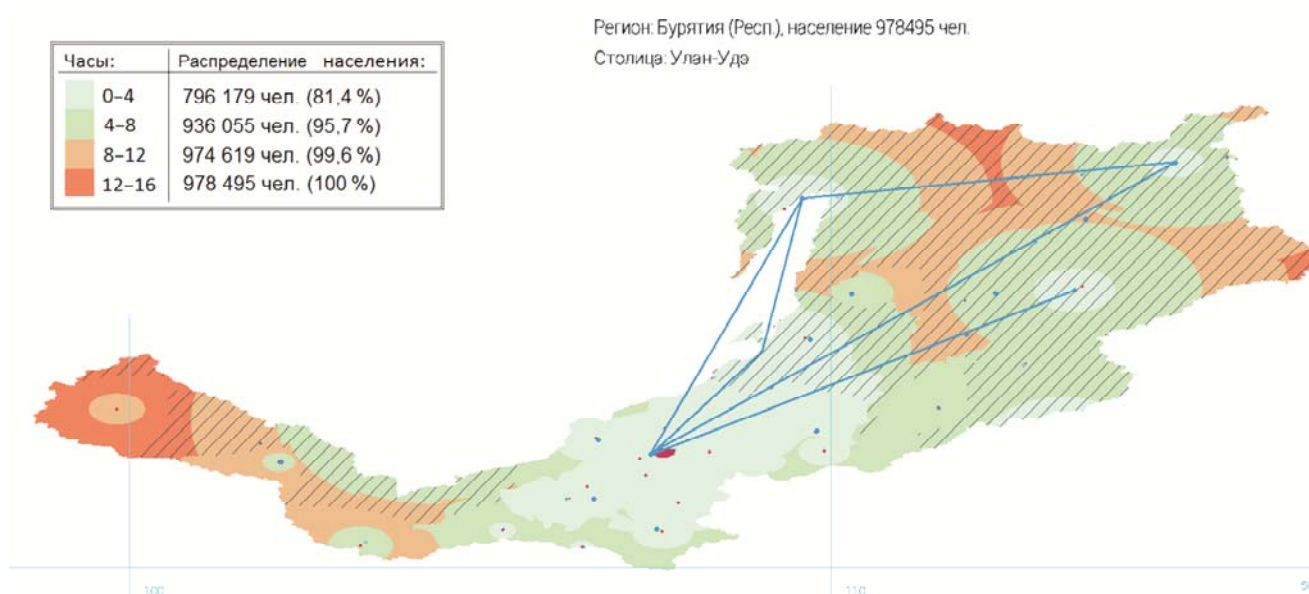 Регион: Бурятия (Респ.), население 978495 чел.
Столица: Улан-Удэ
Часы: Распределение населения:
0–4 796 179 чел. (81,4 %)
4–8 936 055 чел. (95,7 %)
8–12 974 619 чел. (99,6 %)
12–16 978 495 чел. (100 %)
100 110